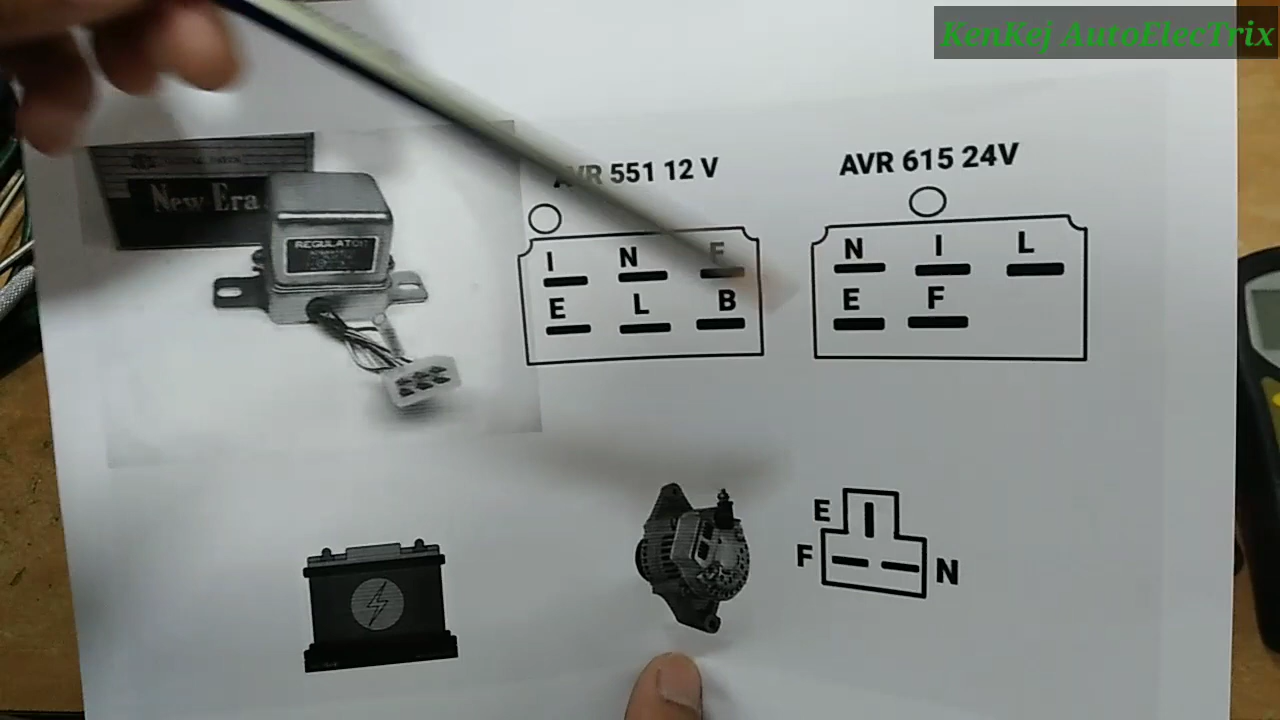 KenKej AutoElecTrix
AVR 551 12 V
AVR 615 24V
New Era
REGULATOR
I N F
E L B
N I L
E F
E
F N